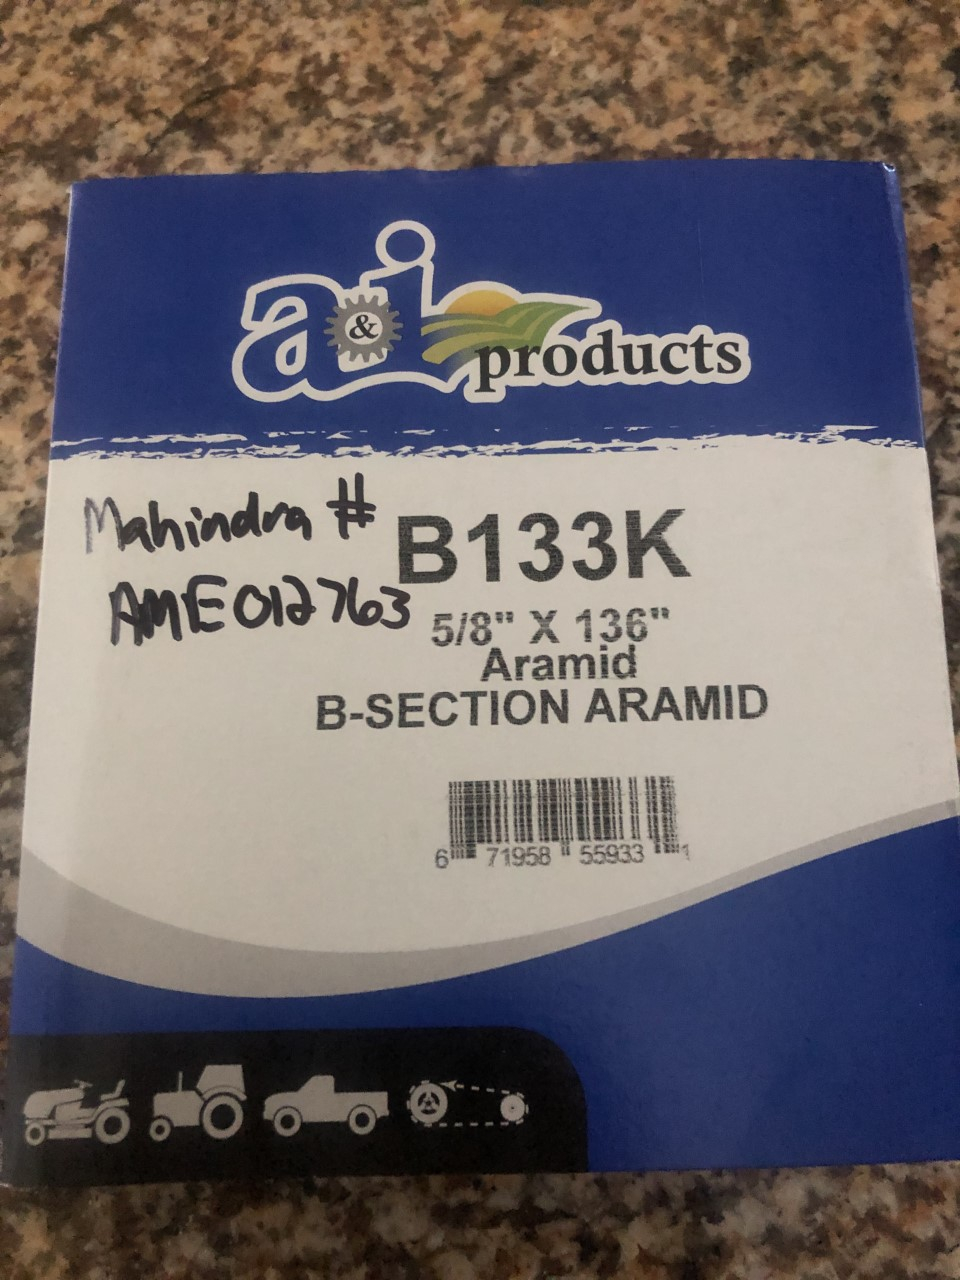 a&i products
Mahindra #
AME012763
B133K
5/8" X 136"
Aramid
B-SECTION ARAMID
6 71958 55933 1